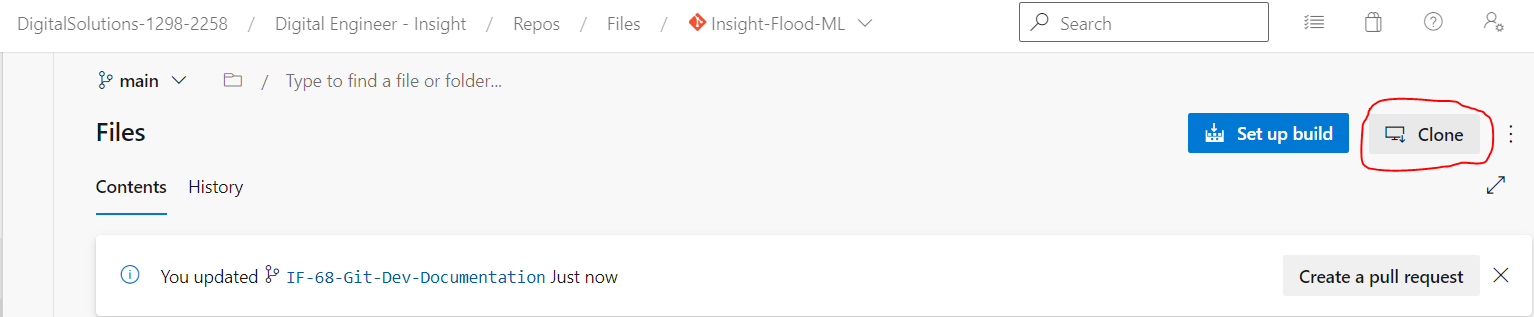 DigitalSolutions-1298-2258 / Digital Engineer - Insight / Repos / Files / Insight-Flood-ML Search
main / Type to find a file or folder...
Files Set up build Clone
Contents History
You updated IF-68-Git-Dev-Documentation Just now Create a pull request